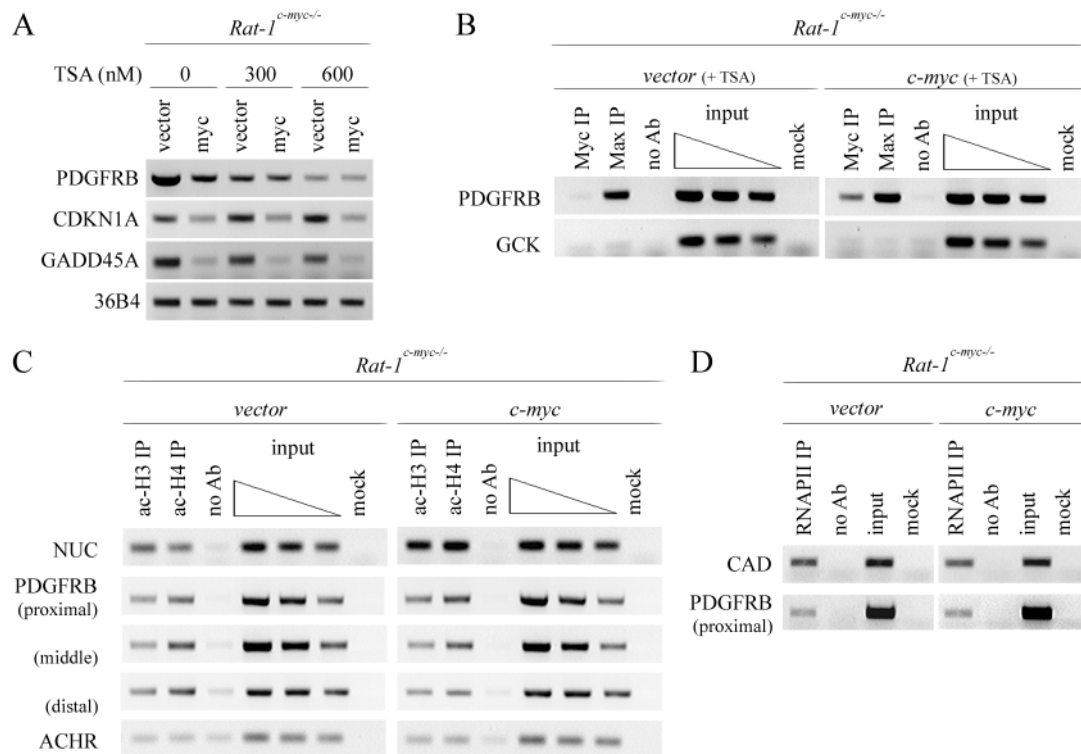 A
Rat-1 c-myc-/-
TSA (nM) 0 300 600
vector myc vector myc vector myc
PDGFRB
CDKN1A
GADD45A
36B4
B
Rat-1 c-myc-/-
vector (+ TSA) c-myc (+ TSA)
Myc IP Max IP no Ab input mock Myc IP Max IP no Ab input mock
PDGFRB
GCK
C
Rat-1 c-myc-/-
vector c-myc
ac-H3 IP ac-H4 IP no Ab input mock ac-H3 IP ac-H4 IP no Ab input mock
NUC
PDGFRB
(proximal)
(middle)
(distal)
ACHR
D
Rat-1 c-myc-/-
vector c-myc
RNAPII IP no Ab input mock RNAPII IP no Ab input mock
CAD
PDGFRB
(proximal)